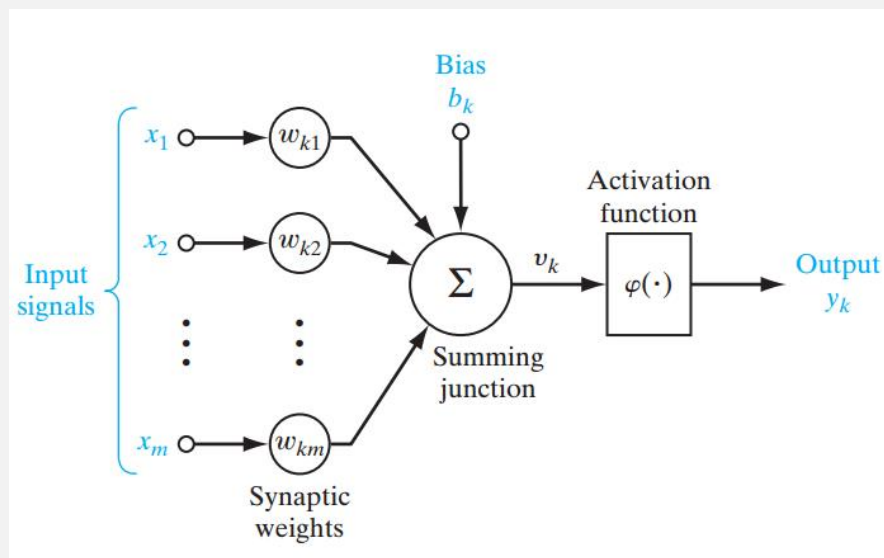 Bias
b_k
x_1
w_k1
Activation
function
x_2
w_k2
Input
signals
Σ
v_k
φ(·)
Output
y_k
Summing
junction
x_m
w_km
Synaptic
weights